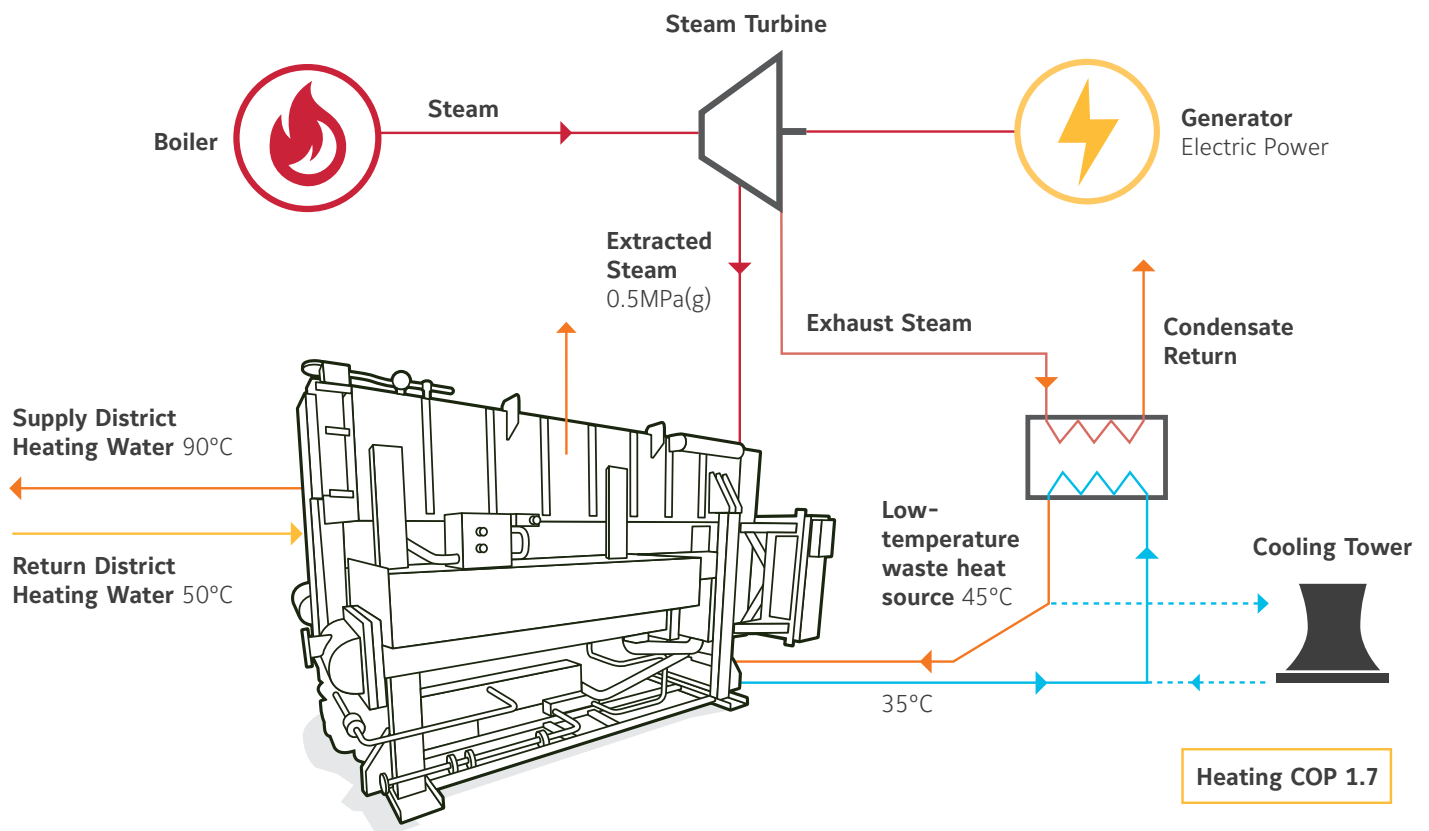 Steam Turbine
Steam
Boiler
Generator
Electric Power
Extracted
Steam
0.5MPa(g)
Exhaust Steam
Condensate
Return
Supply District
Heating Water 90°C
Return District
Heating Water 50°C
Low-
temperature
waste heat
source 45°C
Cooling Tower
35°C
Heating COP 1.7